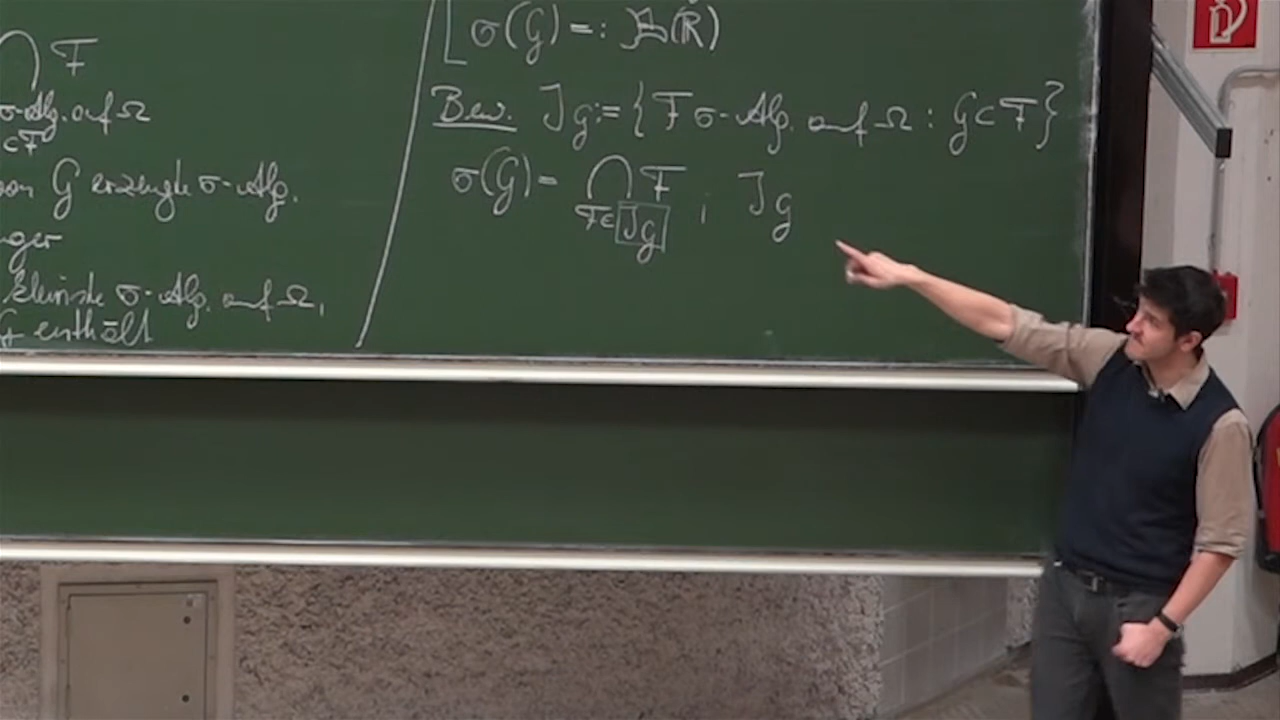 ⋂ F
σ-Alg. auf Ω
⊂F
von G erzeugte σ-Alg.
kleinste σ-Alg. auf Ω,
G enthält
σ(G) =: B(R)
Bew. J_G := { F σ-Alg. auf Ω : G ⊂ F }
σ(G) = ⋂ F ; J_G
F ∈ J_G